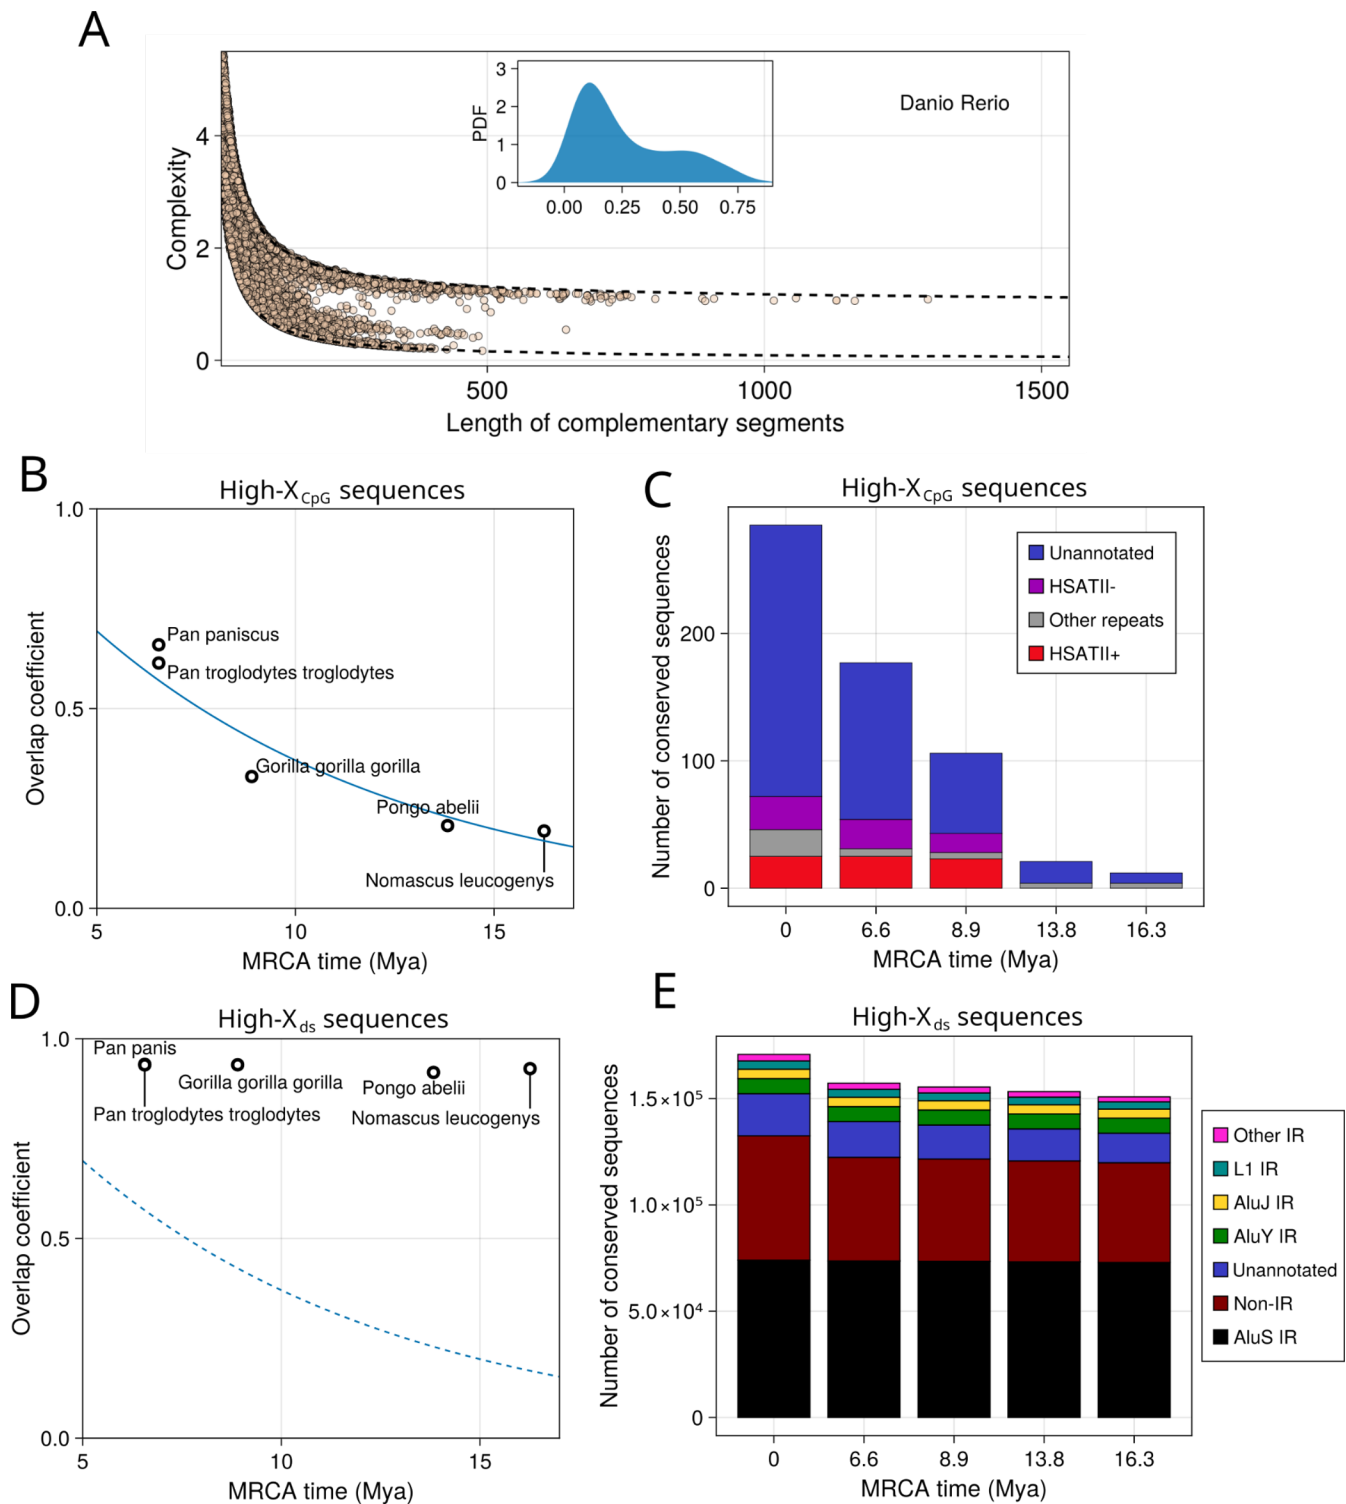 A
Complexity
4
2
0
PDF
3
2
1
0
0.00 0.25 0.50 0.75
Danio Rerio
500 1000 1500
Length of complementary segments
B
High-X CpG sequences
Overlap coefficient
1.0
0.5
0.0
Pan paniscus
Pan troglodytes troglodytes
Gorilla gorilla gorilla
Pongo abelii
Nomascus leucogenys
5 10 15
MRCA time (Mya)
C
High-X CpG sequences
Number of conserved sequences
200
100
0
Unannotated
HSATII-
Other repeats
HSATII+
0 6.6 8.9 13.8 16.3
MRCA time (Mya)
D
High-X ds sequences
Overlap coefficient
1.0
0.5
0.0
Pan panis
Gorilla gorilla gorilla
Pan troglodytes troglodytes
Pongo abelii
Nomascus leucogenys
5 10 15
MRCA time (Mya)
E
High-X ds sequences
Number of conserved sequences
1.5×10⁵
1.0×10⁵
5.0×10⁴
0
Other IR
L1 IR
AluJ IR
AluY IR
Unannotated
Non-IR
AluS IR
0 6.6 8.9 13.8 16.3
MRCA time (Mya)